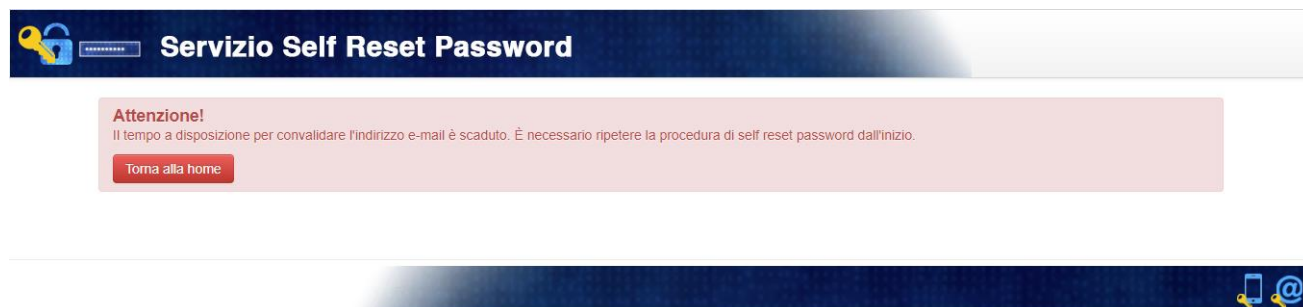 Servizio Self Reset Password
Attenzione!
Il tempo a disposizione per convalidare l'indirizzo e-mail è scaduto. È necessario ripetere la procedura di self reset password dall'inizio.
Torna alla home
@